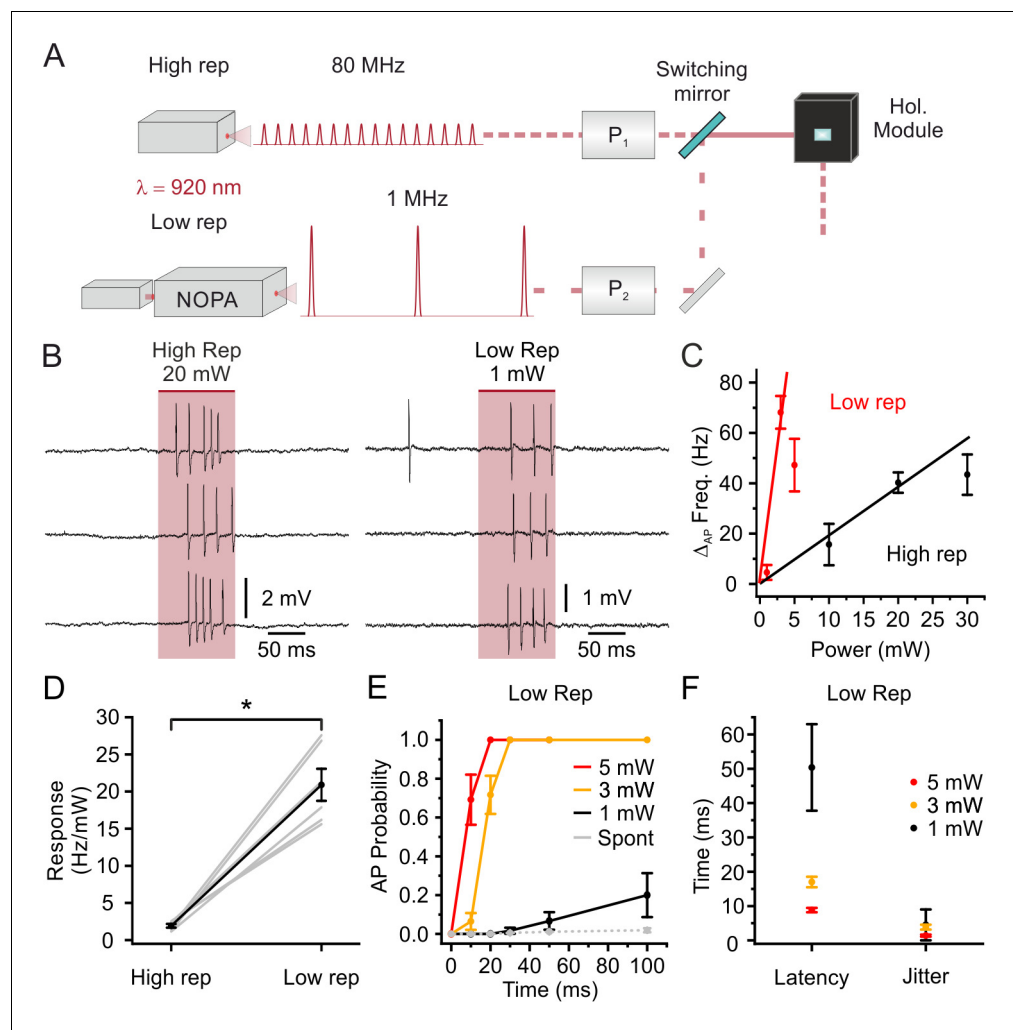 A
High rep
80 MHz
Switching
mirror
P1
Hol.
Module
λ = 920 nm
Low rep
1 MHz
NOPA
P2
B
High Rep
20 mW
Low Rep
1 mW
2 mV
50 ms
1 mV
50 ms
C
80
60
40
20
0
Δ AP Freq. (Hz)
Low rep
High rep
0 5 10 15 20 25 30
Power (mW)
D
*
30
25
20
15
10
5
0
Response
(Hz/mW)
High rep
Low rep
E
Low Rep
1.0
0.8
0.6
0.4
0.2
0.0
AP Probability
5 mW
3 mW
1 mW
Spont
0 20 40 60 80 100
Time (ms)
F
Low Rep
60
50
40
30
20
10
0
Time (ms)
5 mW
3 mW
1 mW
Latency
Jitter